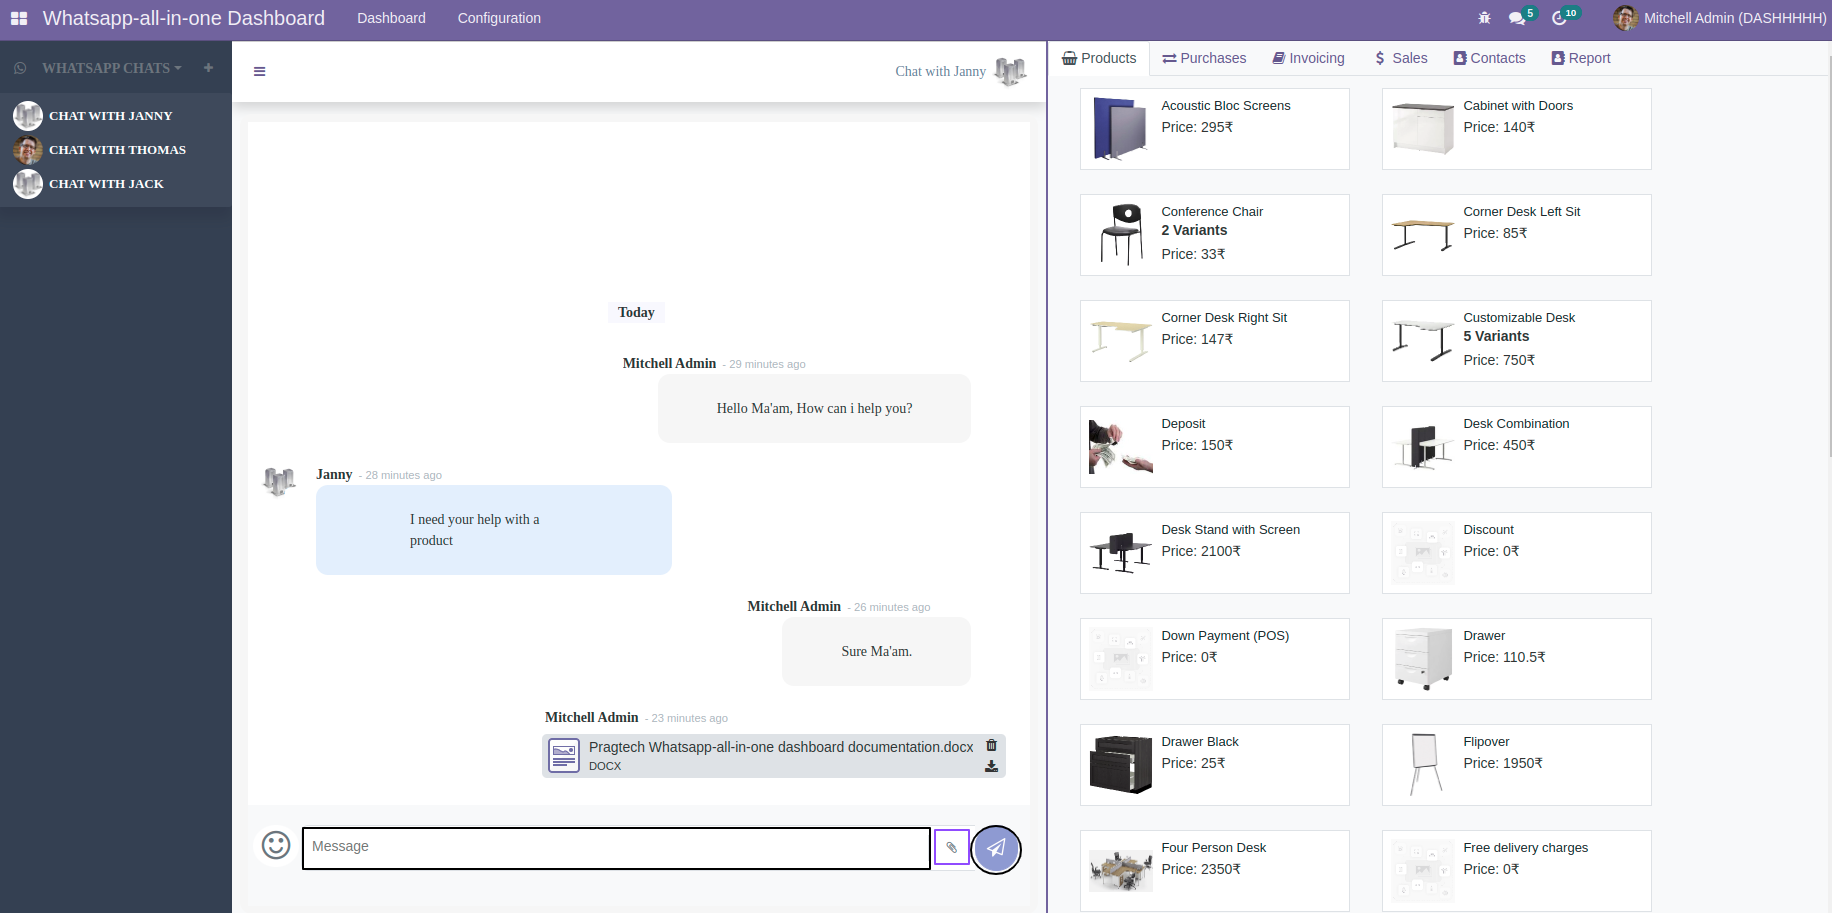 Whatsapp-all-in-one Dashboard
Dashboard
Configuration
5
10
Mitchell Admin (DASHHHHH)
WHATSAPP CHATS
CHAT WITH JANNY
CHAT WITH THOMAS
CHAT WITH JACK
Chat with Janny
Today
Mitchell Admin - 29 minutes ago
Hello Ma'am, How can i help you?
Janny - 28 minutes ago
I need your help with a
product
Mitchell Admin - 26 minutes ago
Sure Ma'am.
Mitchell Admin - 23 minutes ago
Pragtech Whatsapp-all-in-one dashboard documentation.docx
DOCX
Message
Products
Purchases
Invoicing
Sales
Contacts
Report
Acoustic Bloc Screens
Price: 295₹
Cabinet with Doors
Price: 140₹
Conference Chair
2 Variants
Price: 33₹
Corner Desk Left Sit
Price: 85₹
Corner Desk Right Sit
Price: 147₹
Customizable Desk
5 Variants
Price: 750₹
Deposit
Price: 150₹
Desk Combination
Price: 450₹
Desk Stand with Screen
Price: 2100₹
Discount
Price: 0₹
Down Payment (POS)
Price: 0₹
Drawer
Price: 110.5₹
Drawer Black
Price: 25₹
Flipover
Price: 1950₹
Four Person Desk
Price: 2350₹
Free delivery charges
Price: 0₹